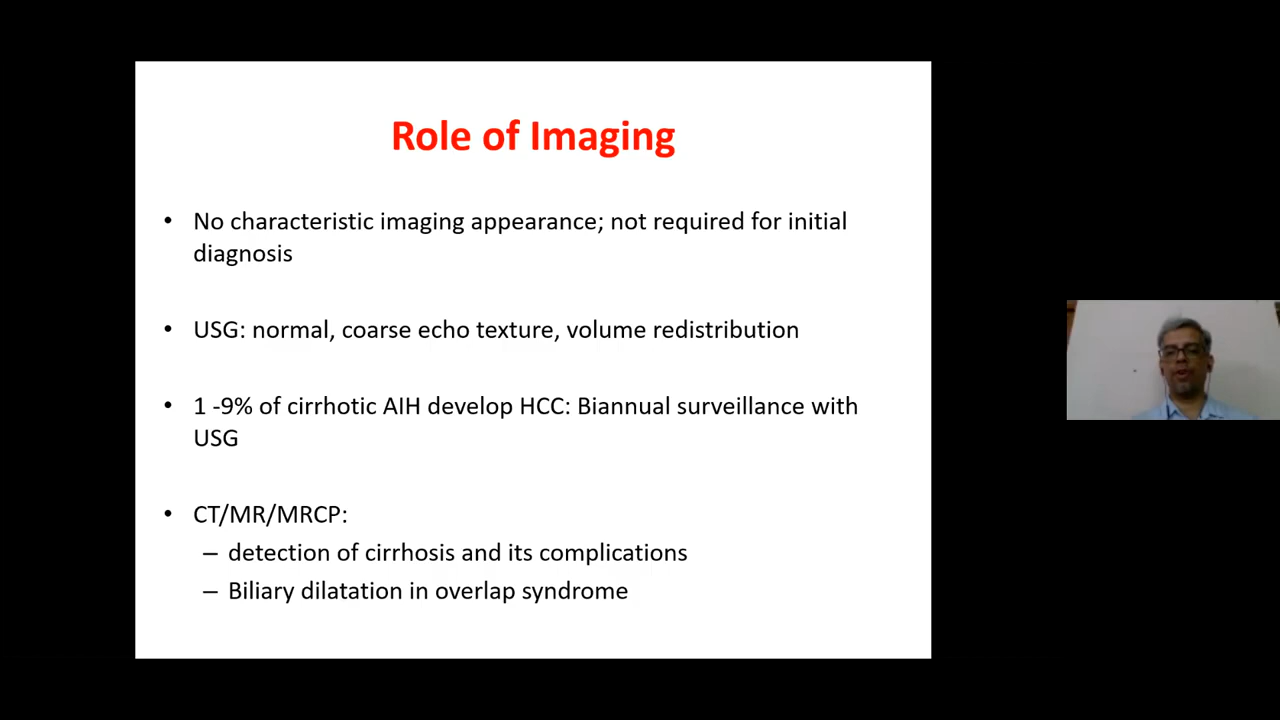 Role of Imaging
• No characteristic imaging appearance; not required for initial
diagnosis
• USG: normal, coarse echo texture, volume redistribution
• 1 -9% of cirrhotic AIH develop HCC: Biannual surveillance with
USG
• CT/MR/MRCP:
– detection of cirrhosis and its complications
– Biliary dilatation in overlap syndrome